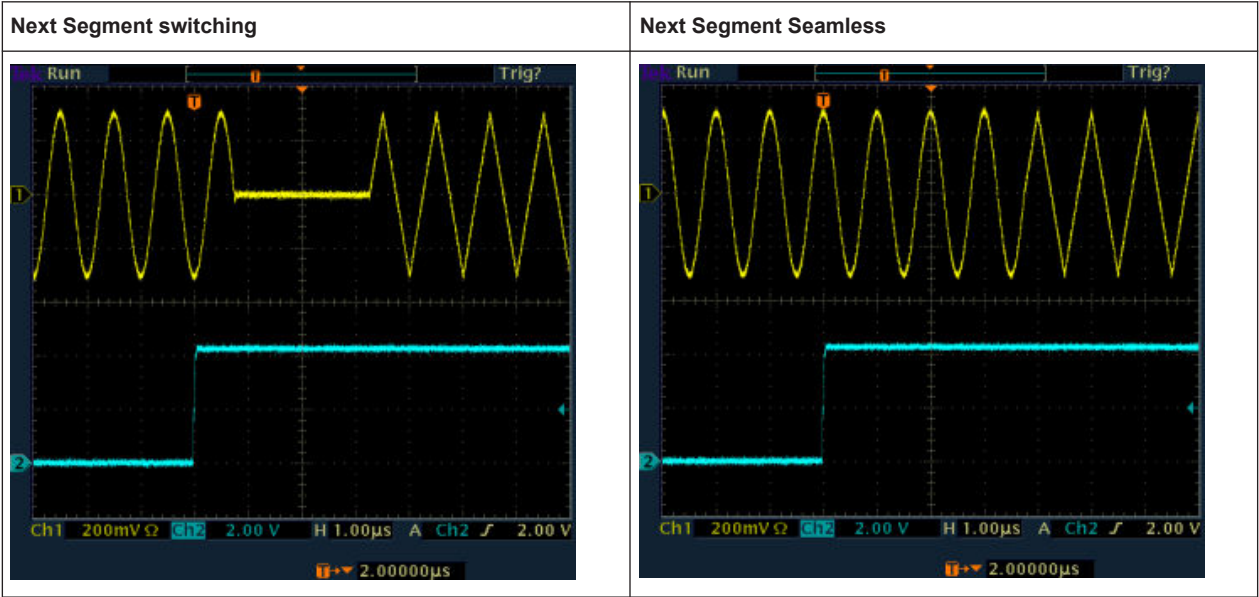 Next Segment switching
Next Segment Seamless
Tek Run Trig?
T
T
1
2
Ch1 200mV Ω Ch2 2.00 V H 1.00µs A Ch2 ƒ 2.00 V
T→▼ 2.00000µs
Tek Run Trig?
T
T
1
2
Ch1 200mV Ω Ch2 2.00 V H 1.00µs A Ch2 ƒ 2.00 V
T→▼ 2.00000µs